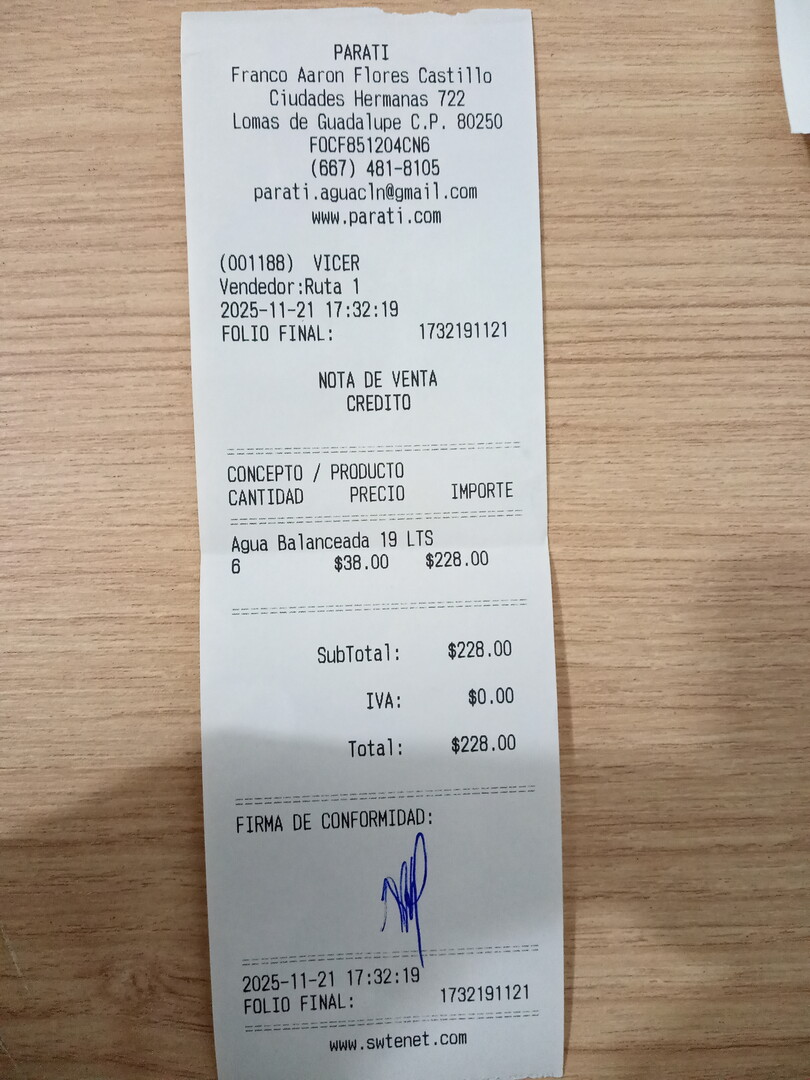 PARATI
Franco Aaron Flores Castillo
Ciudades Hermanas 722
Lomas de Guadalupe C.P. 80250
FOCF851204CN6
(667) 481-8105
parati.aguacln@gmail.com
www.parati.com
(001188) VICER
Vendedor:Ruta 1
2025-11-21 17:32:19
FOLIO FINAL: 1732191121
NOTA DE VENTA
CREDITO
CONCEPTO / PRODUCTO
CANTIDAD PRECIO IMPORTE
Agua Balanceada 19 LTS
6 $38.00 $228.00
SubTotal: $228.00
IVA: $0.00
Total: $228.00
FIRMA DE CONFORMIDAD:
2025-11-21 17:32:19
FOLIO FINAL: 1732191121
www.swtenet.com